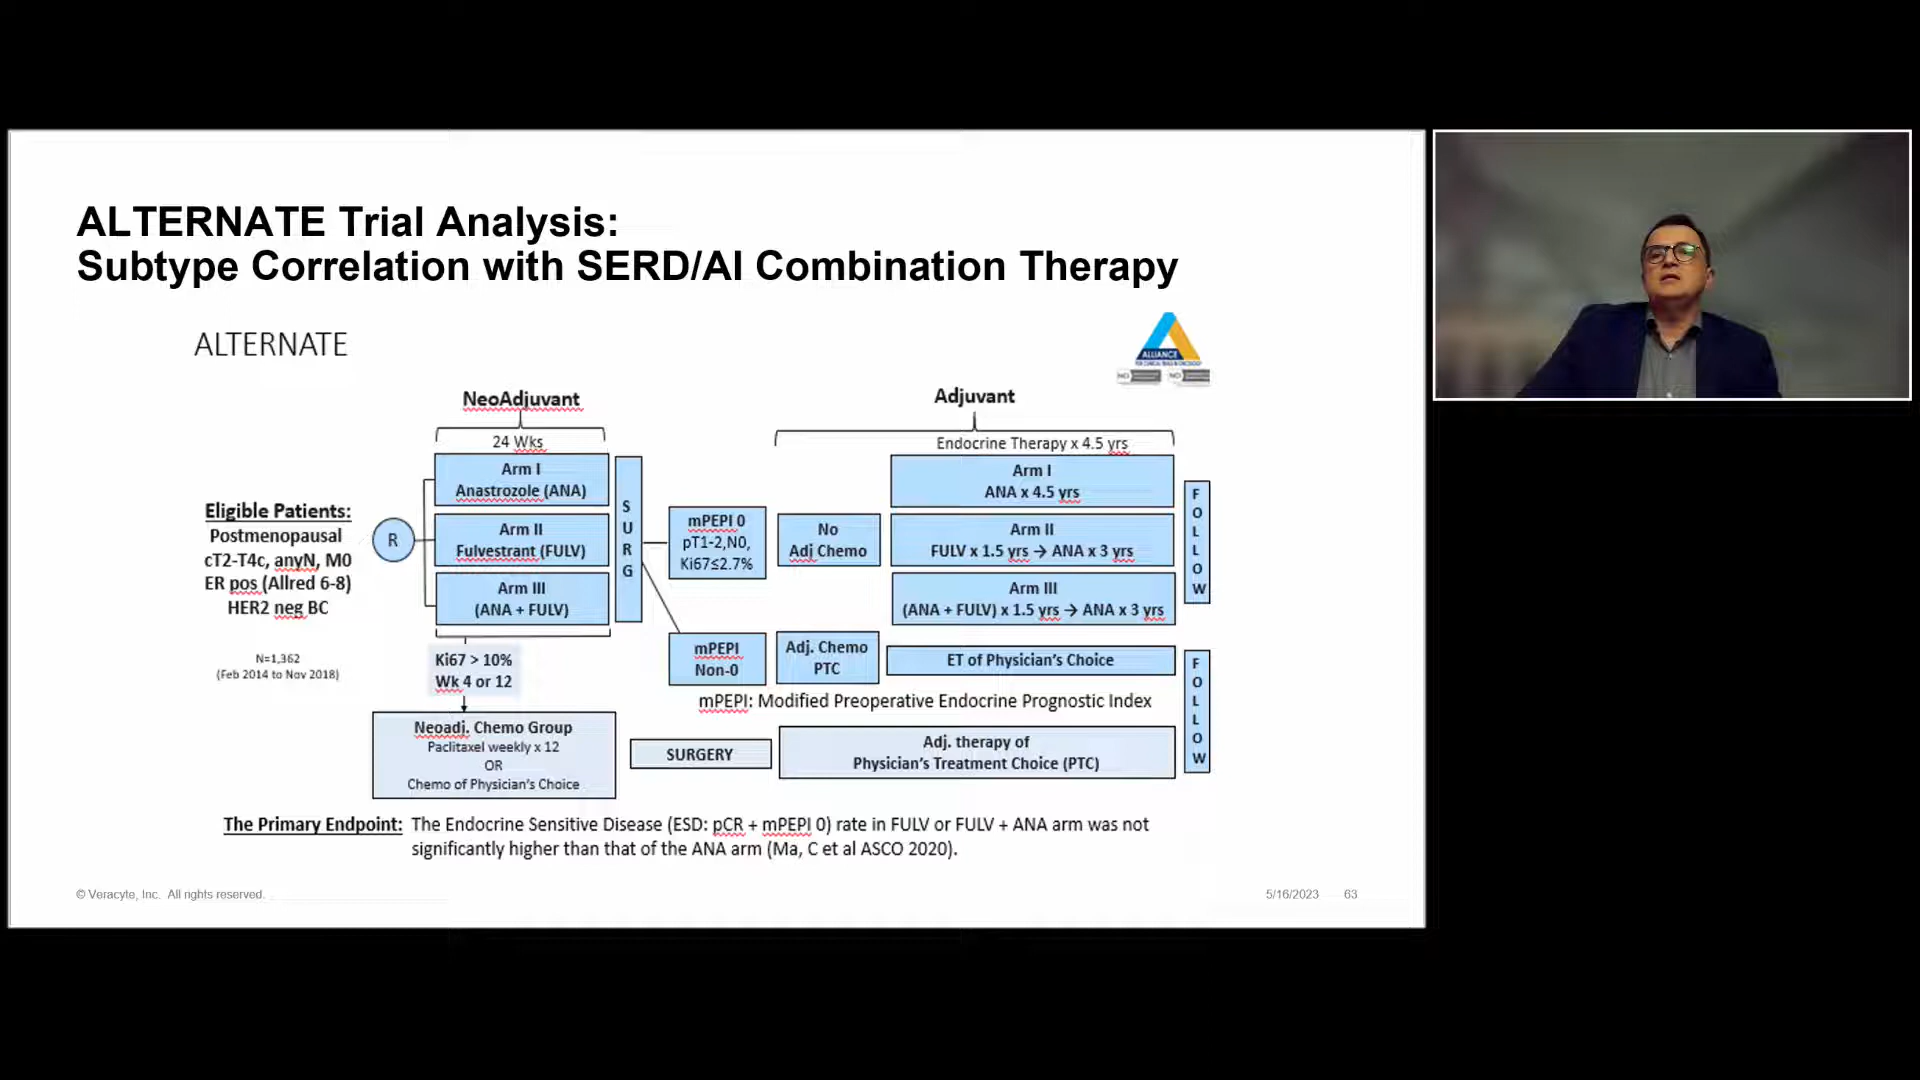 ALTERNATE Trial Analysis:
Subtype Correlation with SERD/AI Combination Therapy
ALTERNATE
ALLIANCE
NeoAdjuvant
24 Wks
Adjuvant
Endocrine Therapy x 4.5 yrs
Eligible Patients:
Postmenopausal
cT2-T4c, anyN, M0
ER pos (Allred 6-8)
HER2 neg BC
N=1,362
(Feb 2014 to Nov 2018)
R
Arm I
Anastrozole (ANA)
Arm II
Fulvestrant (FULV)
Arm III
(ANA + FULV)
S
U
R
G
mPEPI 0
pT1-2,N0,
Ki67≤2.7%
No
Adj Chemo
Arm I
ANA x 4.5 yrs
Arm II
FULV x 1.5 yrs → ANA x 3 yrs
Arm III
(ANA + FULV) x 1.5 yrs → ANA x 3 yrs
F
O
L
L
O
W
Ki67 > 10%
Wk 4 or 12
mPEPI
Non-0
Adj. Chemo
PTC
ET of Physician's Choice
mPEPI: Modified Preoperative Endocrine Prognostic Index
Neoadj. Chemo Group
Paclitaxel weekly x 12
OR
Chemo of Physician's Choice
SURGERY
Adj. therapy of
Physician's Treatment Choice (PTC)
F
O
L
L
O
W
The Primary Endpoint: The Endocrine Sensitive Disease (ESD: pCR + mPEPI 0) rate in FULV or FULV + ANA arm was not
significantly higher than that of the ANA arm (Ma, C et al ASCO 2020).
© Veracyte, Inc. All rights reserved.
5/16/2023 63